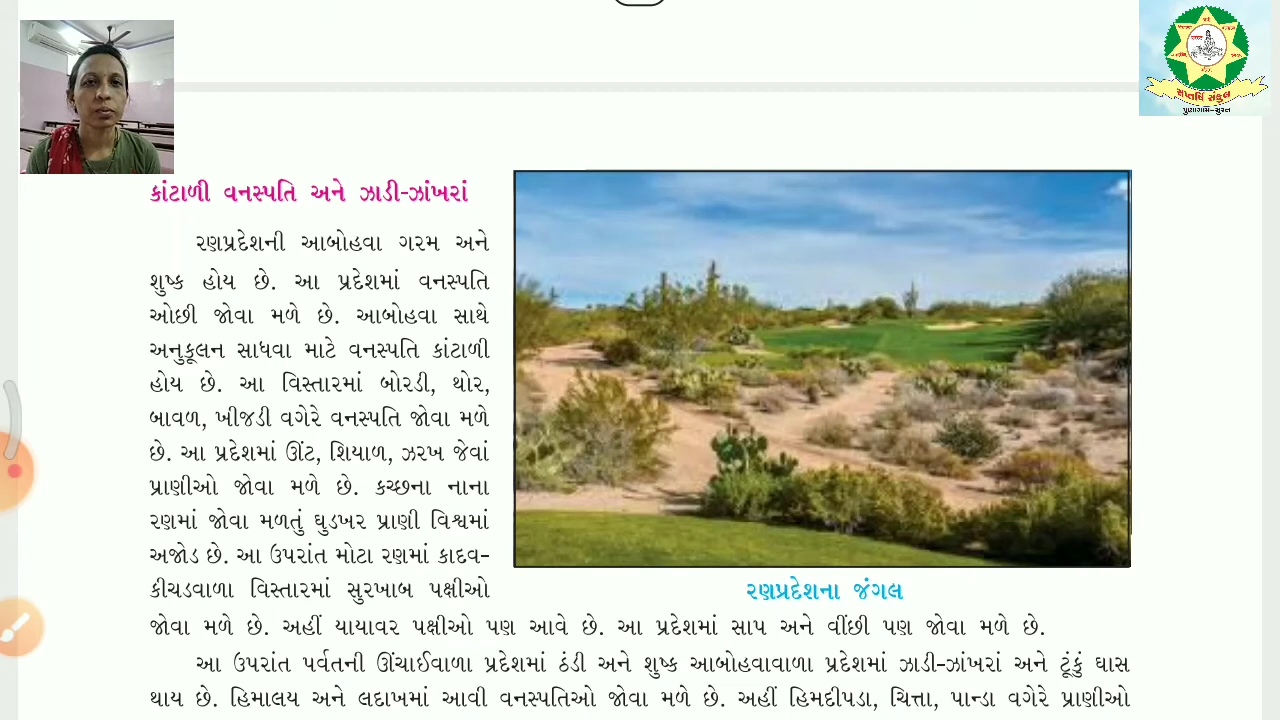 સપ્તર્ષિ સંકુલ
પુણાગામ-સુરત
કાંટાળી વનસ્પતિ અને ઝાડી-ઝાંખરાં
રણપ્રદેશની આબોહવા ગરમ અને
શુષ્ક હોય છે. આ પ્રદેશમાં વનસ્પતિ
ઓછી જોવા મળે છે. આબોહવા સાથે
અનુકૂલન સાધવા માટે વનસ્પતિ કાંટાળી
હોય છે. આ વિસ્તારમાં બોરડી, થોર,
બાવળ, ખીજડી વગેરે વનસ્પતિ જોવા મળે
છે. આ પ્રદેશમાં ઊંટ, શિયાળ, ઝરખ જેવાં
પ્રાણીઓ જોવા મળે છે. કચ્છના નાના
રણમાં જોવા મળતું ઘુડખર પ્રાણી વિશ્વમાં
અજોડ છે. આ ઉપરાંત મોટા રણમાં કાદવ-
કીચડવાળા વિસ્તારમાં સુરખાબ પક્ષીઓ
જોવા મળે છે. અહીં યાયાવર પક્ષીઓ પણ આવે છે. આ પ્રદેશમાં સાપ અને વીંછી પણ જોવા મળે છે.
રણપ્રદેશના જંગલ
આ ઉપરાંત પર્વતની ઊંચાઈવાળા પ્રદેશમાં ઠંડી અને શુષ્ક આબોહવાવાળા પ્રદેશમાં ઝાડી-ઝાંખરાં અને ટૂંકું ઘાસ
થાય છે. હિમાલય અને લદાખમાં આવી વનસ્પતિઓ જોવા મળે છે. અહીં હિમદીપડા, ચિત્તા, પાન્ડા વગેરે પ્રાણીઓ